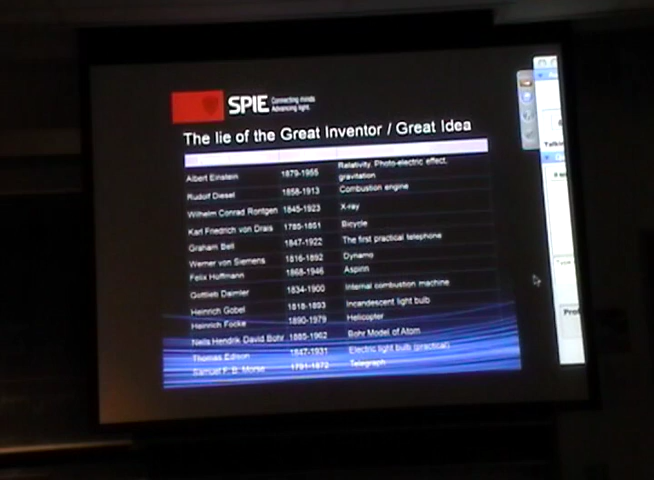 SPIE Connecting minds
Advancing light.
The lie of the Great Inventor / Great Idea
Albert Einstein 1879-1955 Relativity, Photo-electric effect,
gravitation
Rudolf Diesel 1858-1913 Combustion engine
Wilhelm Conrad Rontgen 1845-1923 X-ray
Karl Friedrich von Drais 1785-1851 Bicycle
Graham Bell 1847-1922 The first practical telephone
Werner von Siemens 1816-1892 Dynamo
Felix Hoffmann 1868-1946 Aspirin
Gottlieb Daimler 1834-1900 Internal combustion machine
Heinrich Gobel 1818-1893 Incandescent light bulb
Heinrich Focke 1890-1979 Helicopter
Neils Hendrik David Bohr 1885-1962 Bohr Model of Atom
Thomas Edison 1847-1931 Electric light bulb (practical)
Samuel F. B. Morse 1791-1872 Telegraph